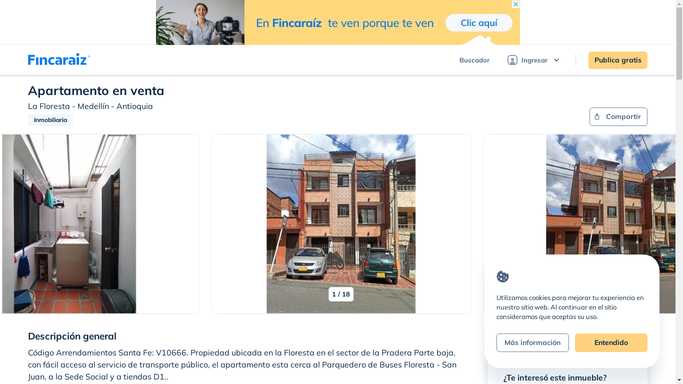 En Fincaraíz te ven porque te ven
Clic aquí
Fincaraiz
Buscador
Ingresar
Publica gratis
Apartamento en venta
La Floresta - Medellín - Antioquia
Inmobiliaria
Compartir
1 / 18
Utilizamos cookies para mejorar tu experiencia en
nuestro sitio web. Al continuar en el sitio
consideramos que aceptas su uso.
Más información
Entendido
Descripción general
Código Arrendamientos Santa Fe: V10666. Propiedad ubicada en la Floresta en el sector de la Pradera Parte baja,
con fácil acceso al servicio de transporte público, el apartamento esta cerca al Parquedero de Buses Floresta - San
Juan, a la Sede Social y a tiendas D1..
¿Te interesó este inmueble?